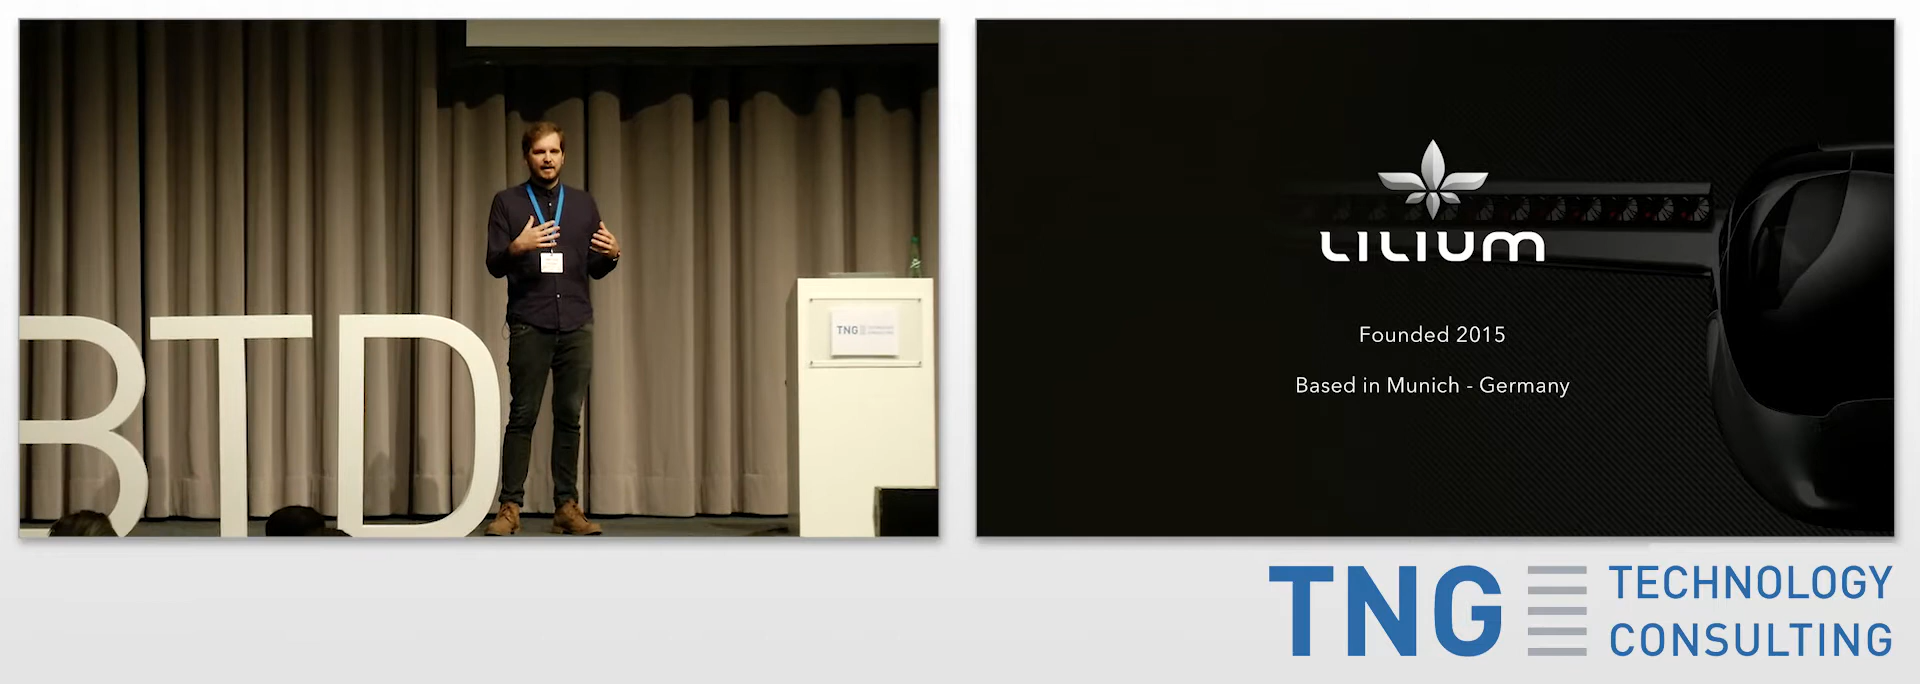 BTD
TNG
LILIUM
Founded 2015
Based in Munich - Germany
TNG TECHNOLOGY
CONSULTING